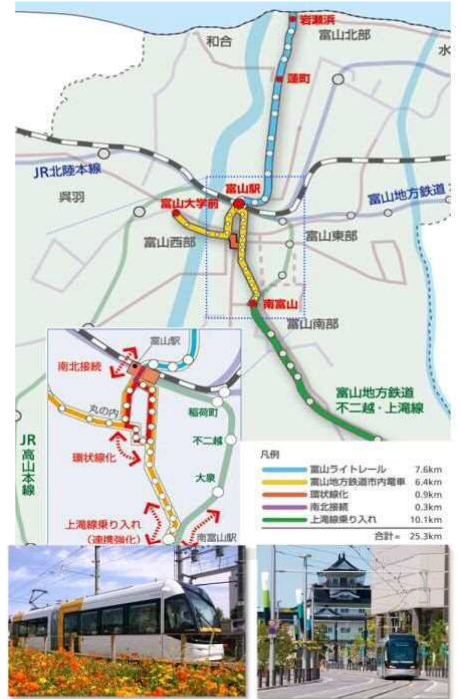 岩瀬浜
和合
富山北部
水
蓮町
JR北陸本線
呉羽
富山駅
富山大学前
富山地方鉄道
富山西部
富山東部
南富山
富山南部
富山地方鉄道
不二越・上滝線
富山駅
南北接続
丸の内
稲荷町
不二越
環状線化
大泉
上滝線乗り入れ
(連携強化)
南富山駅
JR高山本線
凡例
富山ライトレール 7.6km
富山地方鉄道市内電車 6.4km
環状線化 0.9km
南北接続 0.3km
上滝線乗り入れ 10.1km
合計= 25.3km